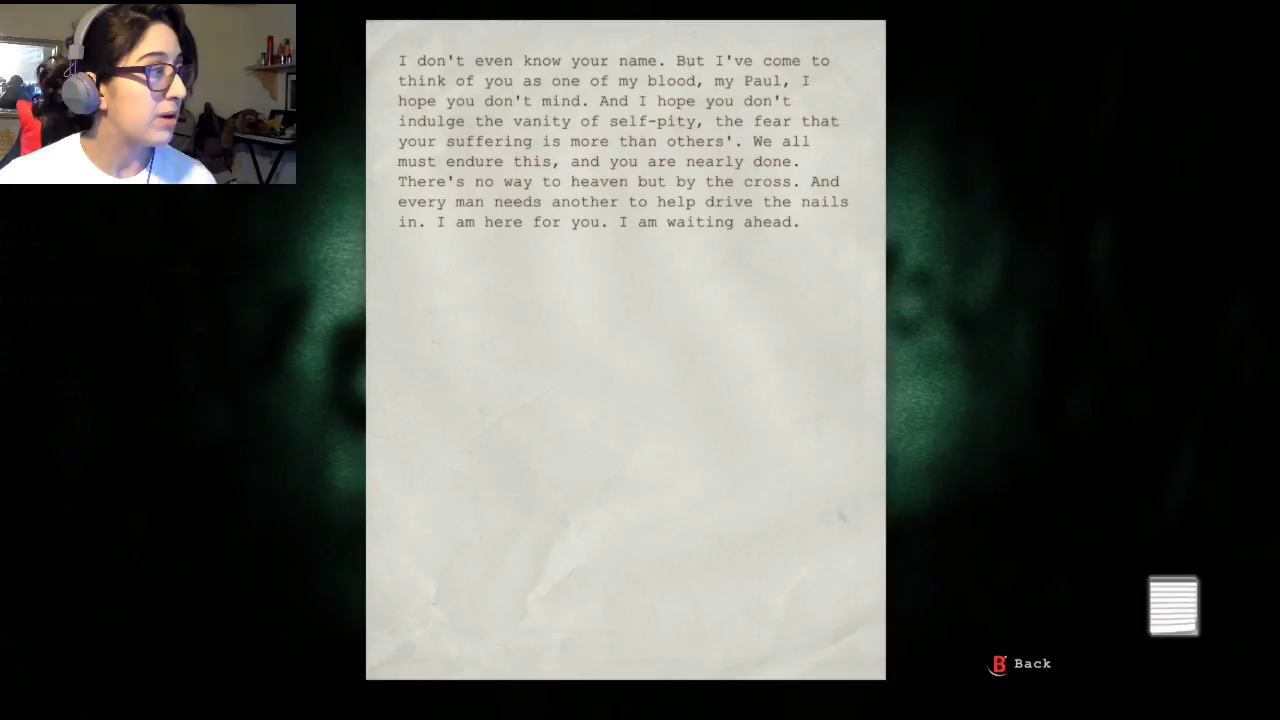 I don't even know your name. But I've come to
think of you as one of my blood, my Paul, I
hope you don't mind. And I hope you don't
indulge the vanity of self-pity, the fear that
your suffering is more than others'. We all
must endure this, and you are nearly done.
There's no way to heaven but by the cross. And
every man needs another to help drive the nails
in. I am here for you. I am waiting ahead.
B Back